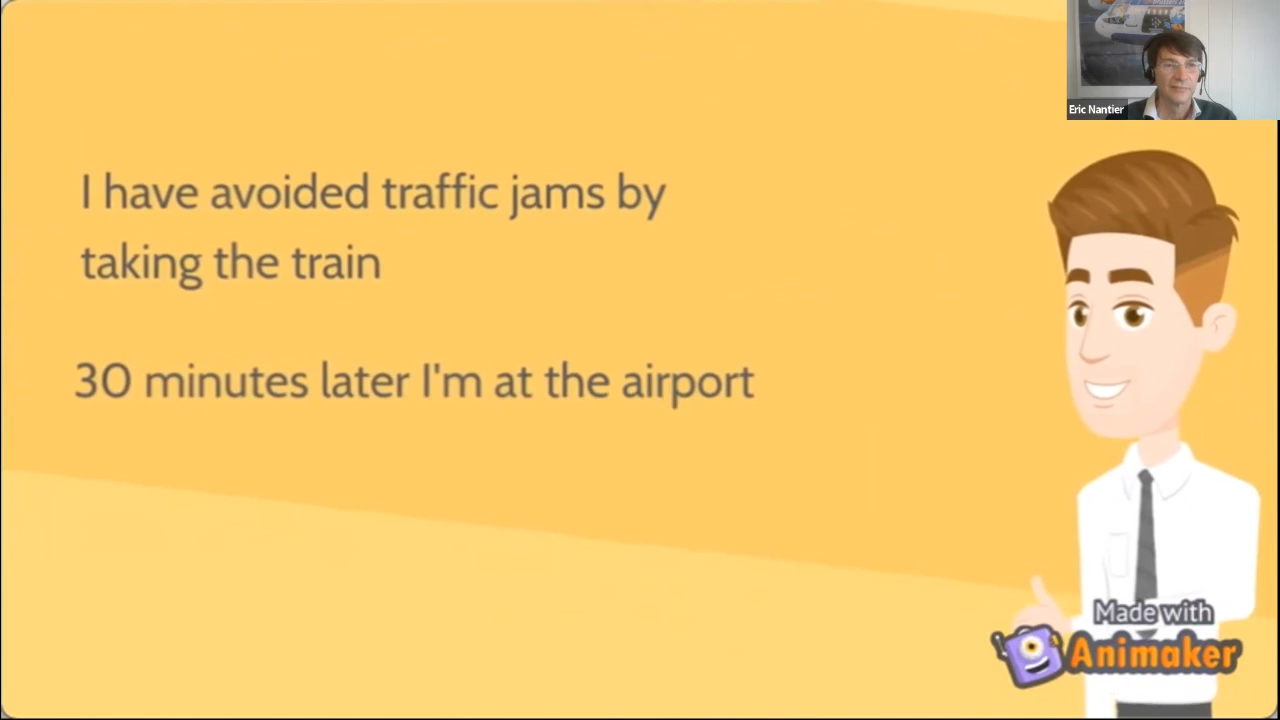 Eric Nantier
I have avoided traffic jams by
taking the train
30 minutes later I'm at the airport
Made with
Animaker